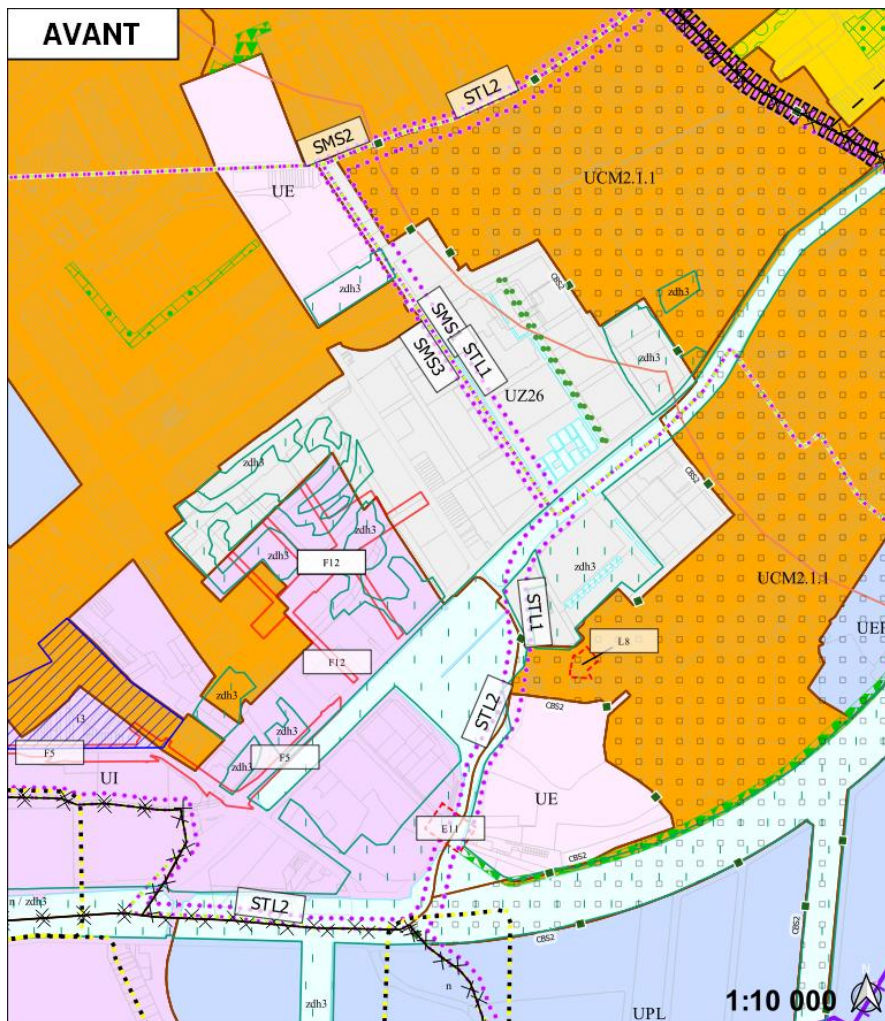 AVANT
STL2
SMS2
UCM2.1.1
UE
zdh3
CBS2
zdh3
SMS
STL1
SMS3
zdh3
UZ26
zdh3
CBS2
zdh3
zdh3
F12
zdh3
STL1
UCM2.1.1
L8
F12
zdh3
STL2
CBS2
zdh3
13
F5
zdh3
F5
UI
UE
E11
CBS2
STL2
n / zdh3
CBS2
CBS2
n
zdh3
UPL
1:10 000
N